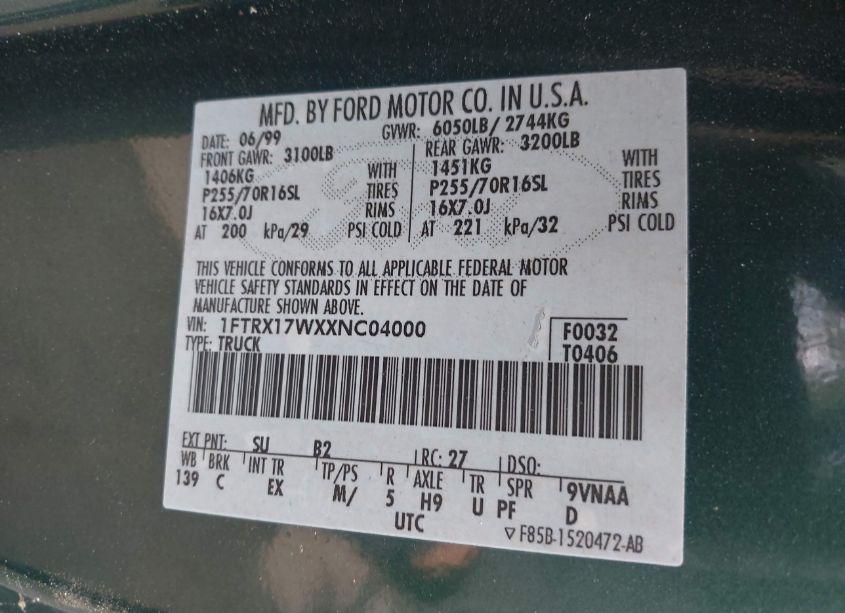 MFD. BY FORD MOTOR CO. IN U.S.A.
DATE: 06/99 GVWR: 6050LB/ 2744KG
FRONT GAWR: 3100LB REAR GAWR: 3200LB
1406KG WITH 1451KG WITH
P255/70R16SL TIRES P255/70R16SL TIRES
16X7.0J RIMS 16X7.0J RIMS
AT 200 kPa/29 PSI COLD AT 221 kPa/32 PSI COLD
THIS VEHICLE CONFORMS TO ALL APPLICABLE FEDERAL MOTOR
VEHICLE SAFETY STANDARDS IN EFFECT ON THE DATE OF
MANUFACTURE SHOWN ABOVE.
VIN: 1FTRX17WXXNC04000 F0032
TYPE: TRUCK T0406
EXT PNT: SU B2 RC: 27 DSO:
WB BRK INT TR TP/PS R AXLE TR SPR 9VNAA
139 C EX M/ 5 H9 U PF D
UTC
▽ F85B-1520472-AB